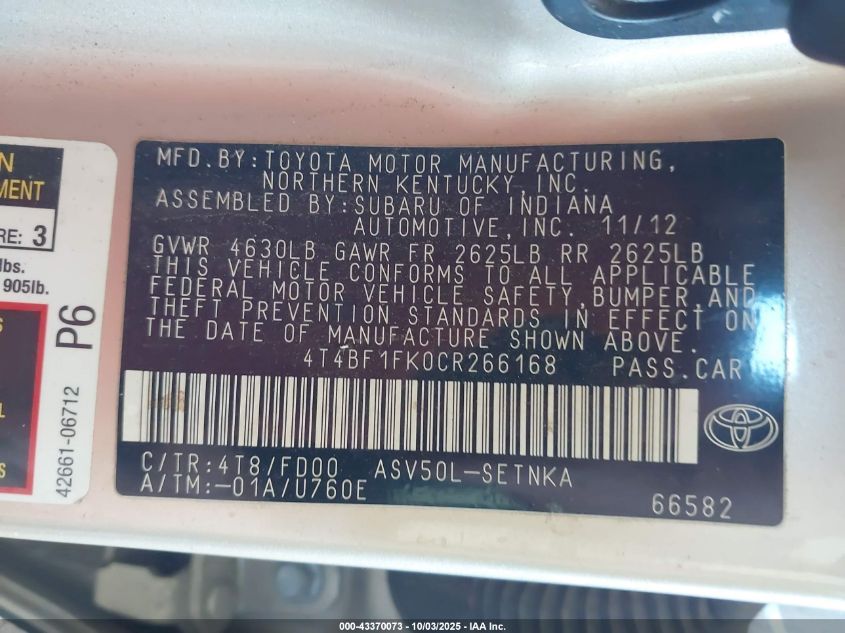 N
MENT
RE: 3
lbs.
905lb.
S
L
S
P6
42661-06712
MFD.BY:TOYOTA MOTOR MANUFACTURING,
NORTHERN KENTUCKY,INC.
ASSEMBLED BY:SUBARU OF INDIANA
AUTOMOTIVE,INC. 11/12
GVWR 4630LB GAWR FR 2625LB RR 2625LB
THIS VEHICLE CONFORMS TO ALL APPLICABLE
FEDERAL MOTOR VEHICLE SAFETY,BUMPER,AND
THEFT PREVENTION STANDARDS IN EFFECT ON
THE DATE OF MANUFACTURE SHOWN ABOVE.
4T4BF1FK0CR266168 PASS.CAR
C/TR:4T8/FD00 ASV50L-SETNKA
A/TM:-01A/U760E
66582
000-43370073 - 10/03/2025 - IAA Inc.